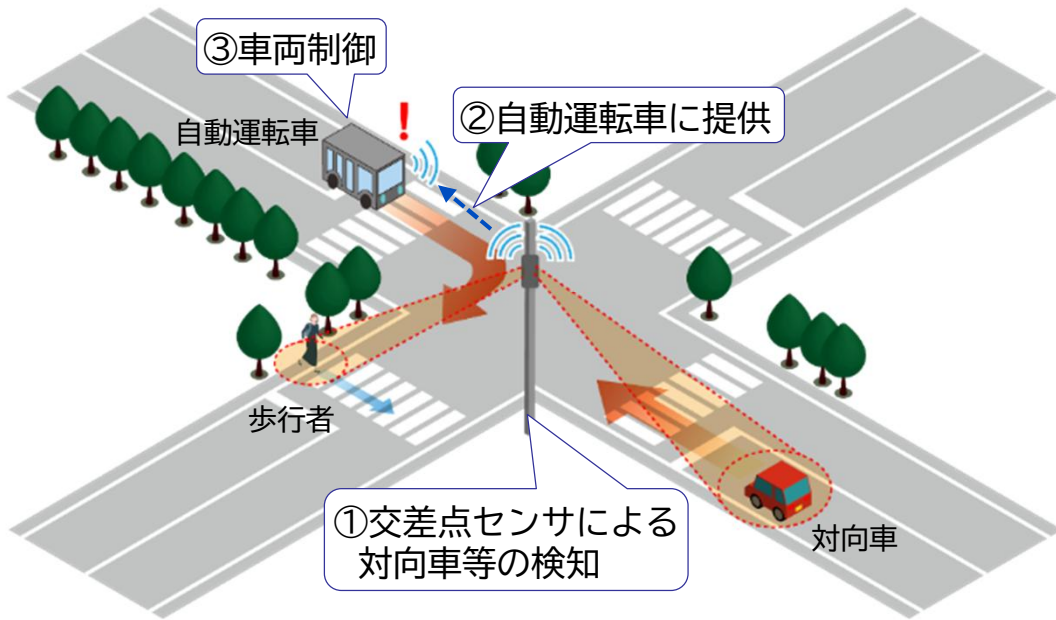 ③車両制御
自動運転車
②自動運転車に提供
歩行者
①交差点センサによる
対向車等の検知
対向車